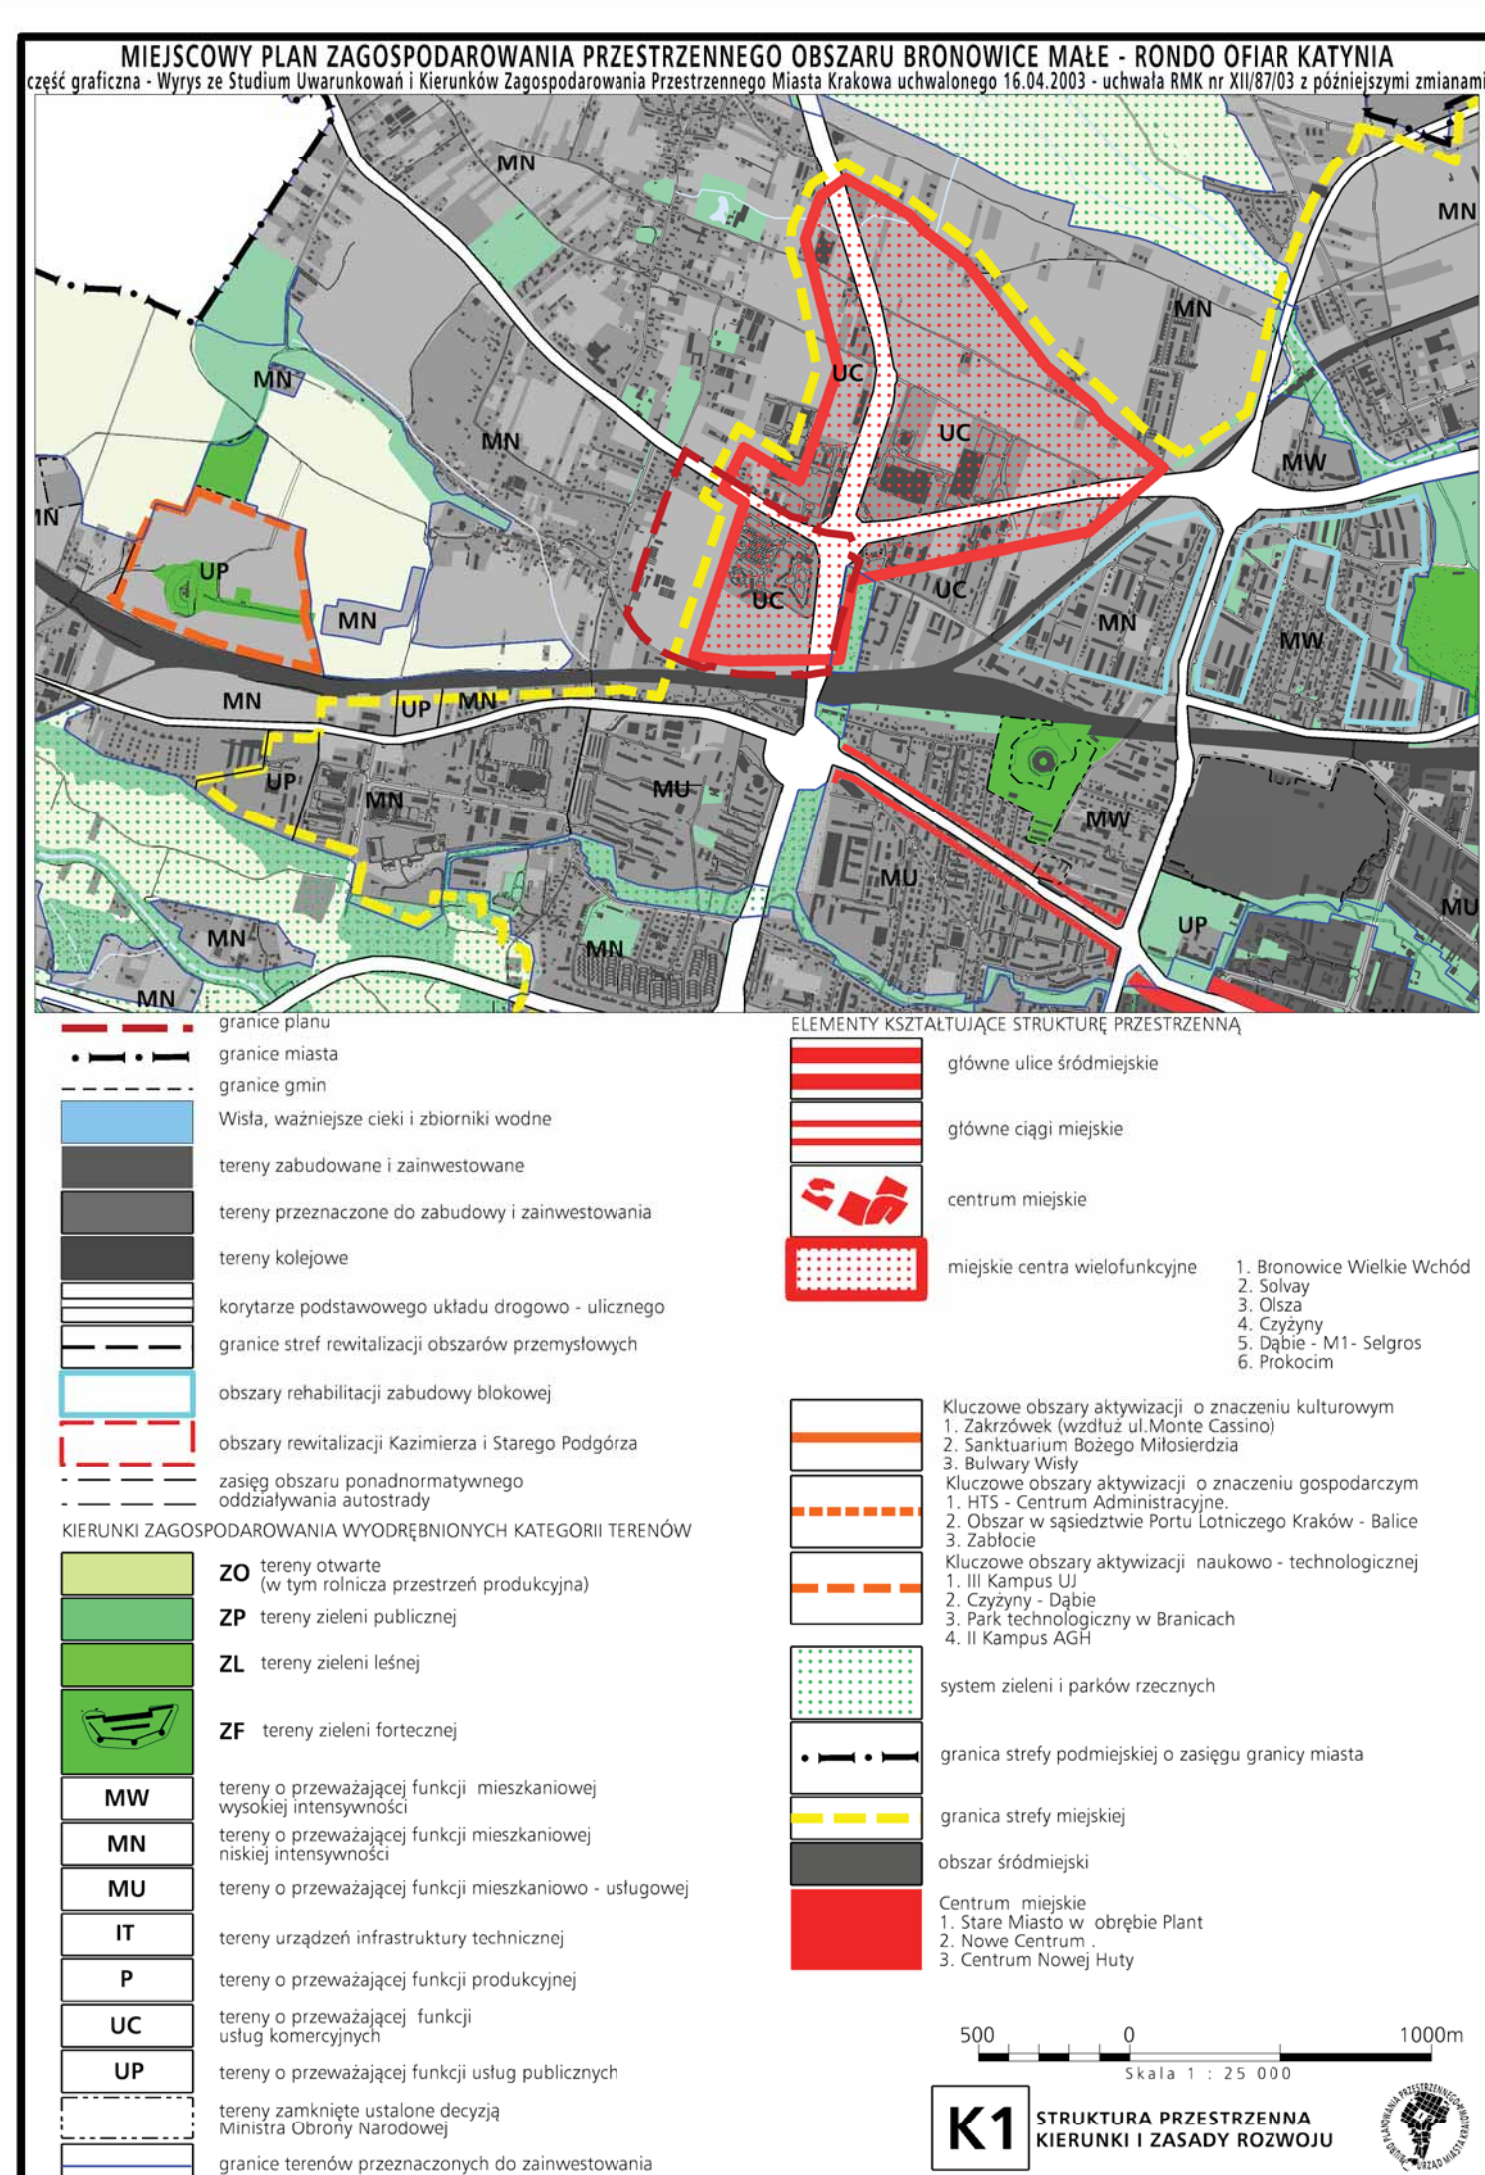 MIEJSCOWY PLAN ZAGOSPODAROWANIA PRZESTRZENNEGO OBSZARU BRONOWICE MAŁE - RONDO OFIAR KATYNIA
część graficzna - Wyrys ze Studium Uwarunkowań i Kierunków Zagospodarowania Przestrzennego Miasta Krakowa uchwalonego 16.04.2003 - uchwała RMK nr XII/87/03 z późniejszymi zmianami
MN
MN
MN
MN
UC
MN
UC
MW
UP
MN
UC
UC
MN
MW
MN
UP
MN
UP
MN
MU
MW
MU
UP
MU
MN
MN
MN
granice planu
granice miasta
granice gmin
Wisła, ważniejsze cieki i zbiorniki wodne
tereny zabudowane i zainwestowane
tereny przeznaczone do zabudowy i zainwestowania
tereny kolejowe
korytarze podstawowego układu drogowo - ulicznego
granice stref rewitalizacji obszarów przemysłowych
obszary rehabilitacji zabudowy blokowej
obszary rewitalizacji Kazimierza i Starego Podgórza
zasięg obszaru ponadnormatywnego
oddziaływania autostrady
KIERUNKI ZAGOSPODAROWANIA WYODRĘBNIONYCH KATEGORII TERENÓW
ZO tereny otwarte
(w tym rolnicza przestrzeń produkcyjna)
ZP tereny zieleni publicznej
ZL tereny zieleni leśnej
ZF tereny zieleni fortecznej
MW tereny o przeważającej funkcji mieszkaniowej
wysokiej intensywności
MN tereny o przeważającej funkcji mieszkaniowej
niskiej intensywności
MU tereny o przeważającej funkcji mieszkaniowo - usługowej
IT tereny urządzeń infrastruktury technicznej
P tereny o przeważającej funkcji produkcyjnej
UC tereny o przeważającej funkcji
usług komercyjnych
UP tereny o przeważającej funkcji usług publicznych
tereny zamknięte ustalone decyzją
Ministra Obrony Narodowej
granice terenów przeznaczonych do zainwestowania
ELEMENTY KSZTAŁTUJĄCE STRUKTURĘ PRZESTRZENNĄ
główne ulice śródmiejskie
główne ciągi miejskie
centrum miejskie
miejskie centra wielofunkcyjne
1. Bronowice Wielkie Wchód
2. Solvay
3. Olsza
4. Czyżyny
5. Dąbie - M1- Selgros
6. Prokocim
Kluczowe obszary aktywizacji o znaczeniu kulturowym
1. Zakrzówek (wzdłuż ul.Monte Cassino)
2. Sanktuarium Bożego Miłosierdzia
3. Bulwary Wisły
Kluczowe obszary aktywizacji o znaczeniu gospodarczym
1. HTS - Centrum Administracyjne.
2. Obszar w sąsiedztwie Portu Lotniczego Kraków - Balice
3. Zabłocie
Kluczowe obszary aktywizacji naukowo - technologicznej
1. III Kampus UJ
2. Czyżyny - Dąbie
3. Park technologiczny w Branicach
4. II Kampus AGH
system zieleni i parków rzecznych
granica strefy podmiejskiej o zasięgu granicy miasta
granica strefy miejskiej
obszar śródmiejski
Centrum miejskie
1. Stare Miasto w obrębie Plant
2. Nowe Centrum .
3. Centrum Nowej Huty
500 0 1000m
Skala 1 : 25 000
K1
STRUKTURA PRZESTRZENNA
KIERUNKI I ZASADY ROZWOJU